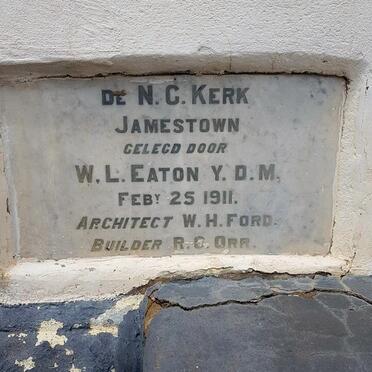 DE N.G. KERK
JAMESTOWN
GELEGD DOOR
W. L. EATON Y. D. M.
FEBY 25 1911.
ARCHITECT W. H. FORD.
BUILDER R. G. ORR.